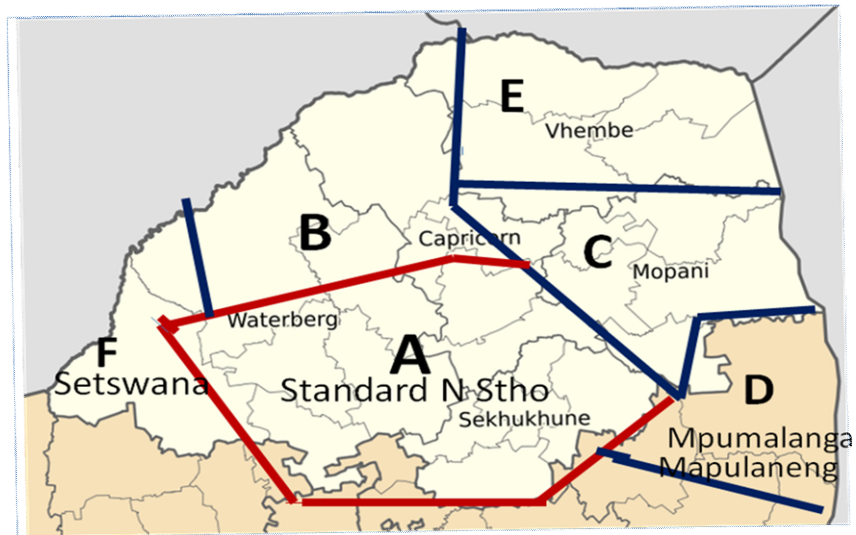 E
Vhembe
B
Capricorn
C
Mopani
Waterberg
A
F
Setswana
Standard N Stho
Sekhukhune
D
Mpumalanga
Mapulaneng